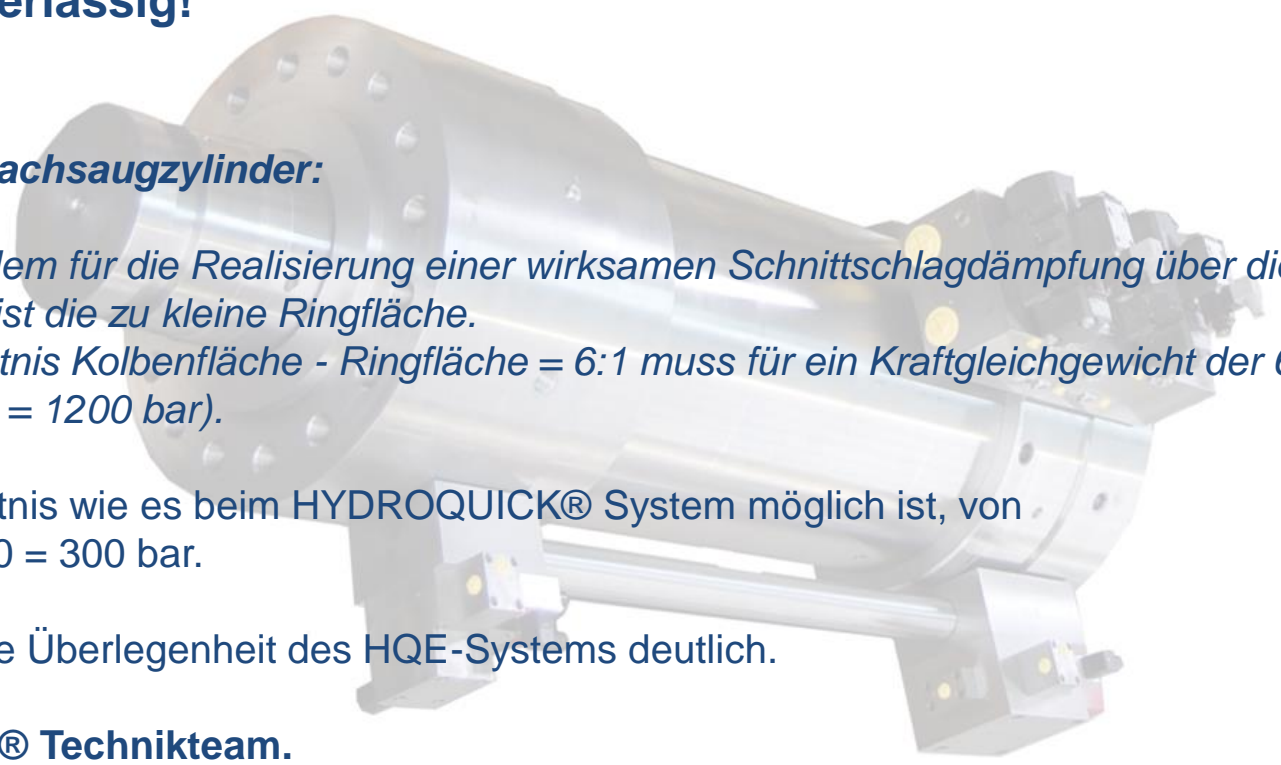 erlässig!
achsaugzylinder:
lem für die Realisierung einer wirksamen Schnittschlagdämpfung über die
ist die zu kleine Ringfläche.
tnis Kolbenfläche - Ringfläche = 6:1 muss für ein Kraftgleichgewicht der 6
= 1200 bar).
tnis wie es beim HYDROQUICK® System möglich ist, von
0 = 300 bar.
e Überlegenheit des HQE-Systems deutlich.
® Technikteam.